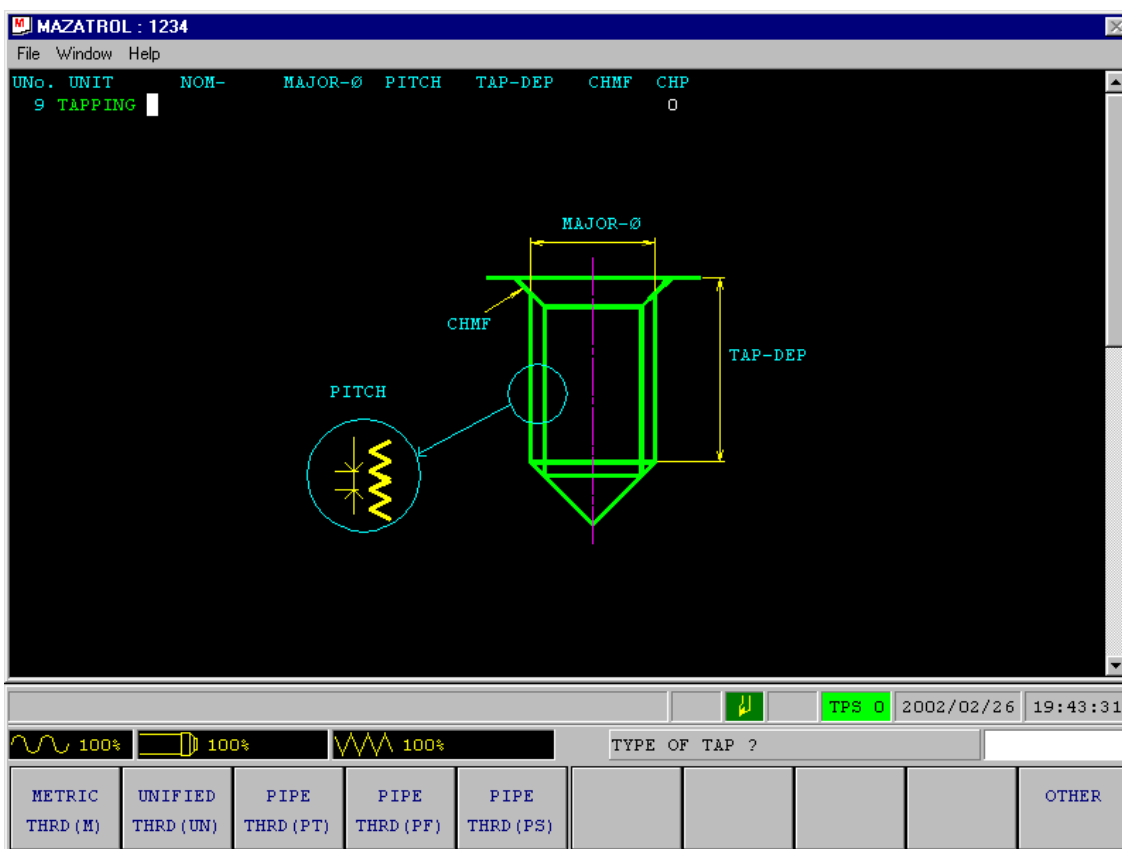 MAZATROL : 1234
File Window Help
UNo. UNIT NOM- MAJOR-Ø PITCH TAP-DEP CHMF CHP
9 TAPPING 0
MAJOR-Ø
CHMF
TAP-DEP
PITCH
TPS 0 2002/02/26 19:43:31
100% 100% 100% TYPE OF TAP ?
METRIC UNIFIED PIPE PIPE PIPE OTHER
THRD(M) THRD(UN) THRD(PT) THRD(PF) THRD(PS)